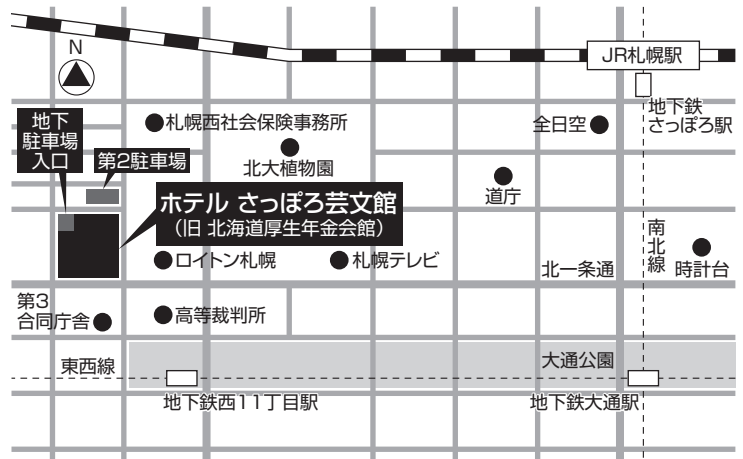 JR札幌駅
N
地下鉄
さっぽろ駅
地下
駐車場
入口
札幌西社会保険事務所
全日空
第2駐車場
北大植物園
道庁
ホテル さっぽろ芸文館
（旧 北海道厚生年金会館）
南北線
ロイトン札幌
札幌テレビ
北一条通
時計台
第3
合同庁舎
高等裁判所
東西線
大通公園
地下鉄西11丁目駅
地下鉄大通駅